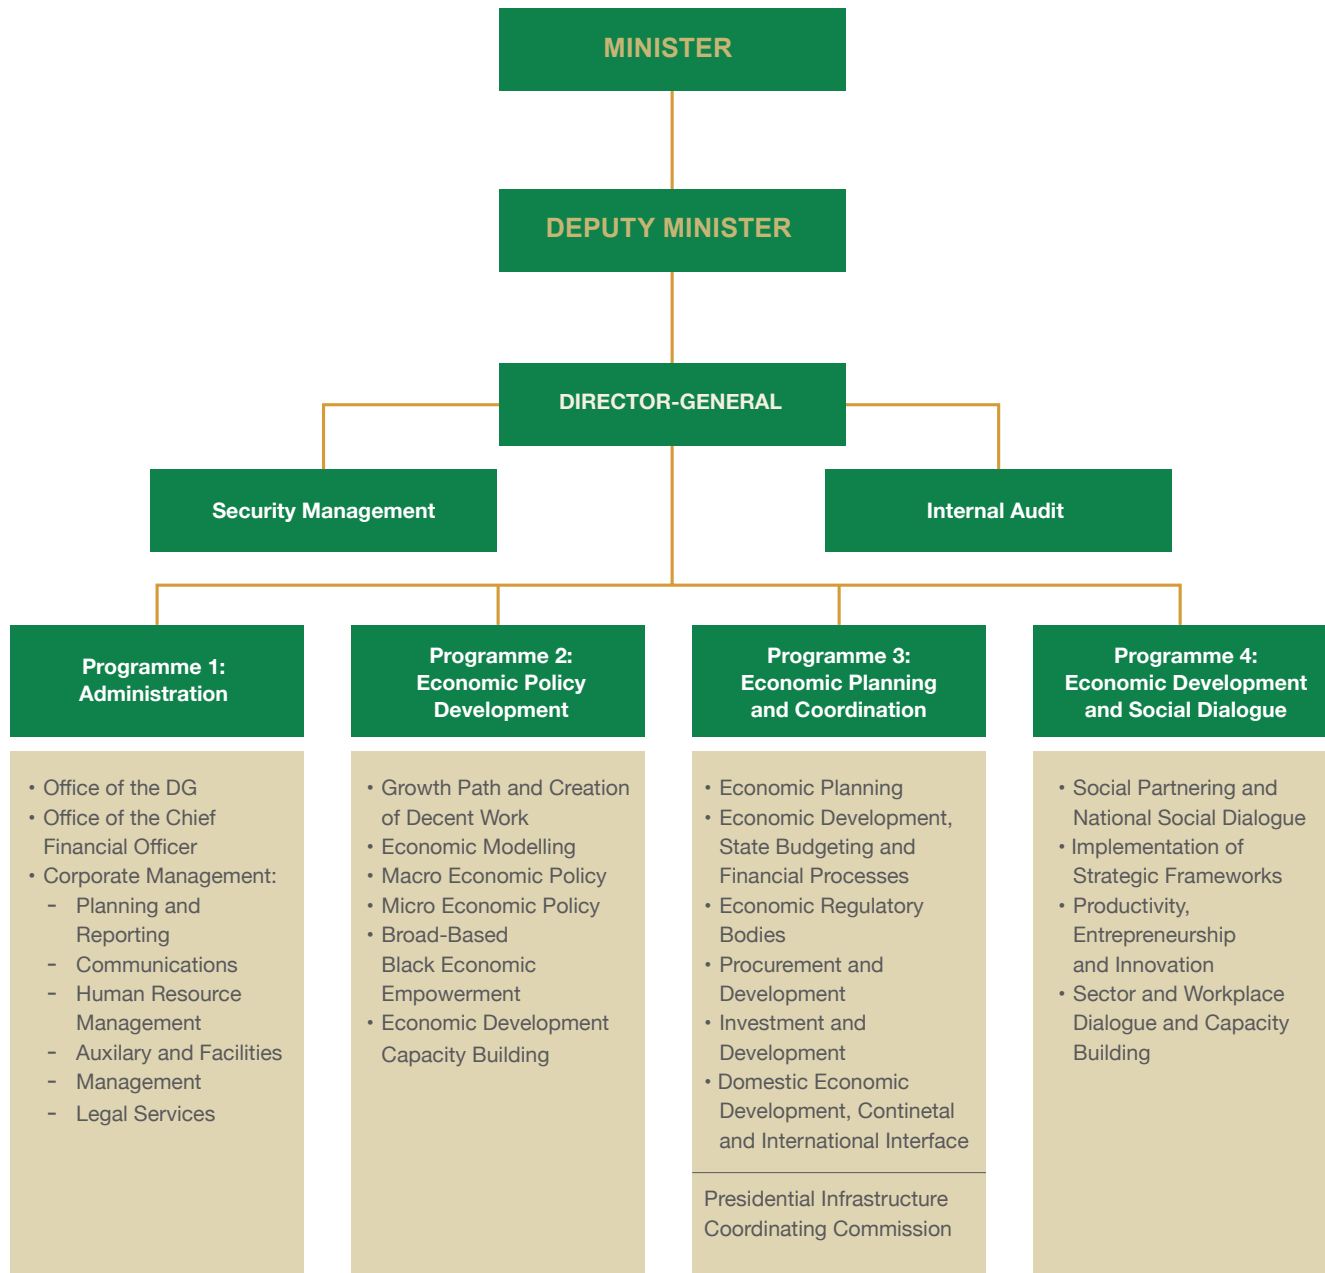 MINISTER
DEPUTY MINISTER
DIRECTOR-GENERAL
Security Management
Internal Audit
Programme 1:
Administration
• Office of the DG
• Office of the Chief
Financial Officer
• Corporate Management:
- Planning and
Reporting
- Communications
- Human Resource
Management
- Auxilary and Facilities
- Management
- Legal Services
Programme 2:
Economic Policy
Development
• Growth Path and Creation
of Decent Work
• Economic Modelling
• Macro Economic Policy
• Micro Economic Policy
• Broad-Based
Black Economic
Empowerment
• Economic Development
Capacity Building
Programme 3:
Economic Planning
and Coordination
• Economic Planning
• Economic Development,
State Budgeting and
Financial Processes
• Economic Regulatory
Bodies
• Procurement and
Development
• Investment and
Development
• Domestic Economic
Development, Continetal
and International Interface
Presidential Infrastructure
Coordinating Commission
Programme 4:
Economic Development
and Social Dialogue
• Social Partnering and
National Social Dialogue
• Implementation of
Strategic Frameworks
• Productivity,
Entrepreneurship
and Innovation
• Sector and Workplace
Dialogue and Capacity
Building